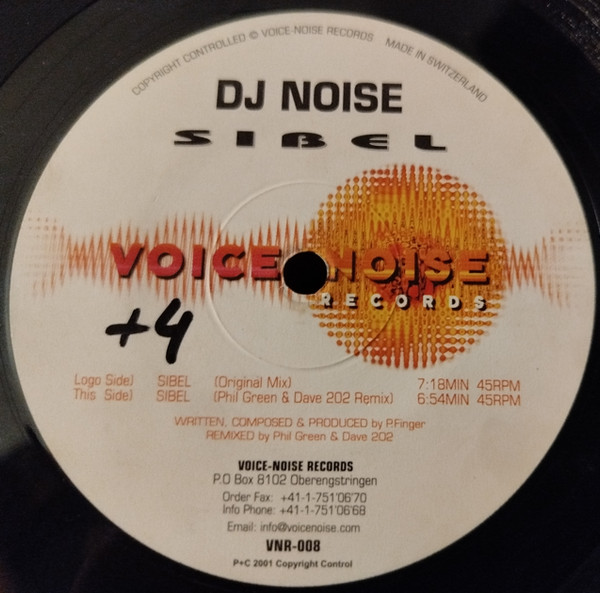 COPYRIGHT CONTROLLED © VOICE-NOISE RECORDS MADE IN SWITZERLAND
DJ NOISE
SIBEL
VOICE NOISE
RECORDS
+4
Logo Side) SIBEL (Original Mix) 7:18MIN 45RPM
This Side) SIBEL (Phil Green & Dave 202 Remix) 6:54MIN 45RPM
WRITTEN, COMPOSED & PRODUCED by P.Finger
REMIXED by Phil Green & Dave 202
VOICE-NOISE RECORDS
P.O Box 8102 Oberengstringen
Order Fax: +41-1-751'06'70
Info Phone: +41-1-751'06'68
Email: info@voicenoise.com
VNR-008
P+C 2001 Copyright Control